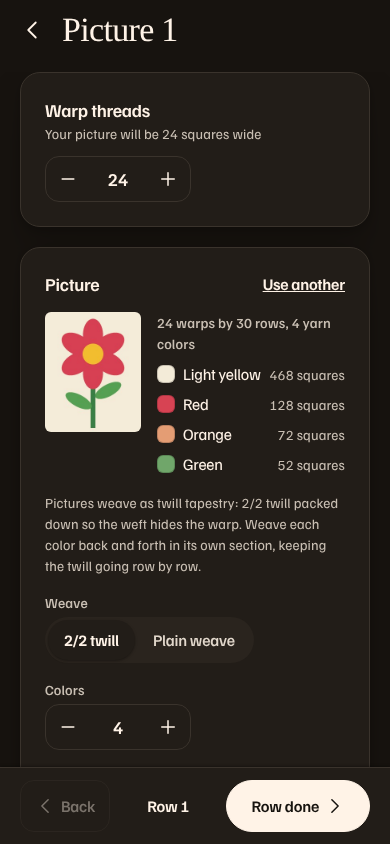 Picture 1
Warp threads
Your picture will be 24 squares wide
24
Picture
Use another
24 warps by 30 rows, 4 yarn
colors
Light yellow 468 squares
Red 128 squares
Orange 72 squares
Green 52 squares
Pictures weave as twill tapestry: 2/2 twill packed
down so the weft hides the warp. Weave each
color back and forth in its own section, keeping
the twill going row by row.
Weave
2/2 twill Plain weave
Colors
4
Back Row 1 Row done